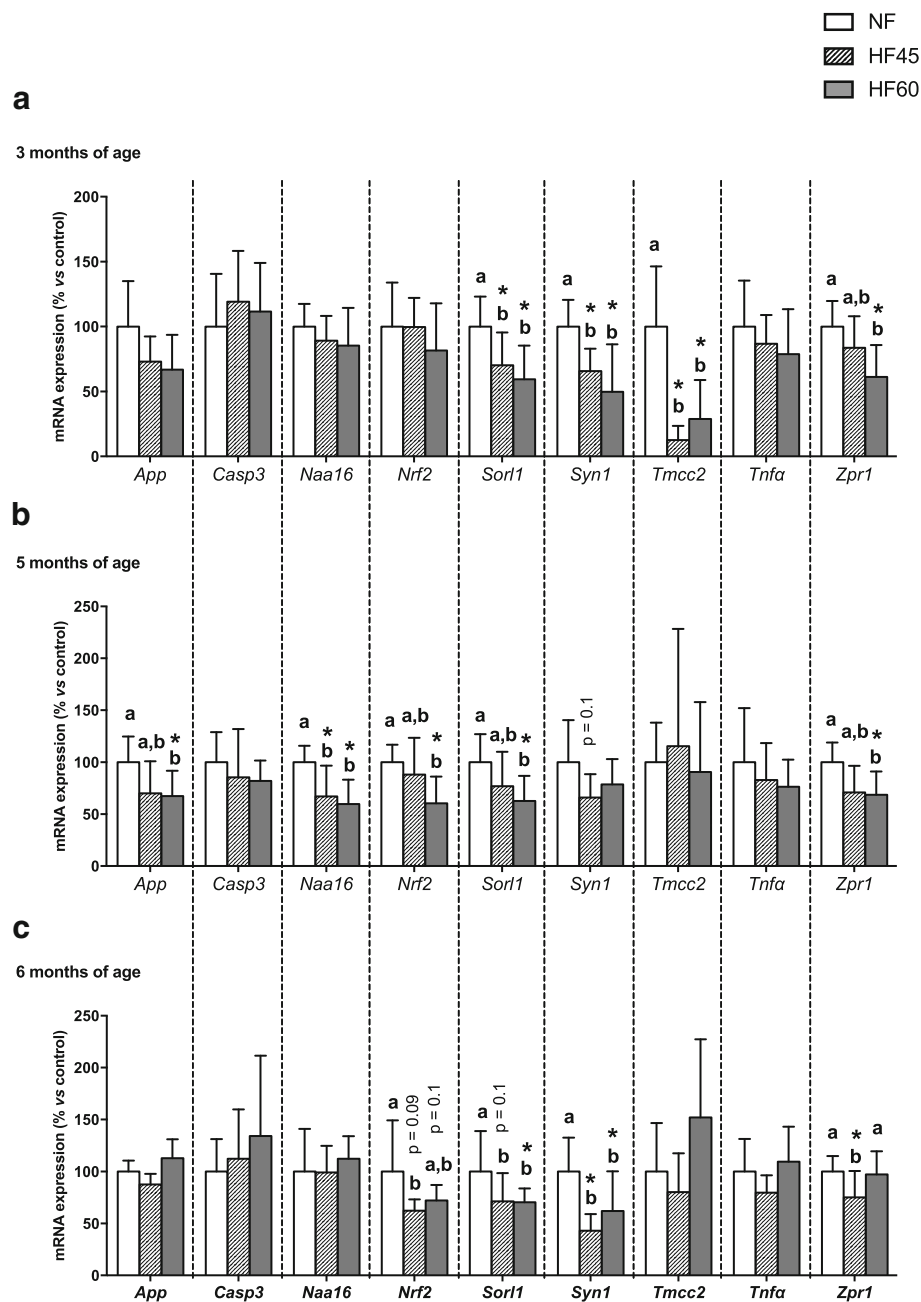 NF
HF45
HF60
a
3 months of age
mRNA expression (% vs control)
200
150
100
50
0
a
* b
* b
a
* b
* b
a
* b
* b
a
a,b
* b
App Casp3 Naa16 Nrf2 Sorl1 Syn1 Tmcc2 Tnfα Zpr1
b
5 months of age
mRNA expression (% vs control)
250
200
150
100
50
0
a
a,b
* b
a
* b
* b
a
a,b
* b
a
a,b
* b
p = 0.1
a
a,b
* b
App Casp3 Naa16 Nrf2 Sorl1 Syn1 Tmcc2 Tnfα Zpr1
c
6 months of age
mRNA expression (% vs control)
250
200
150
100
50
0
a
p = 0.09
b
p = 0.1
a,b
a
p = 0.1
b
* b
a
* b
* b
a
* b
a
App Casp3 Naa16 Nrf2 Sorl1 Syn1 Tmcc2 Tnfα Zpr1